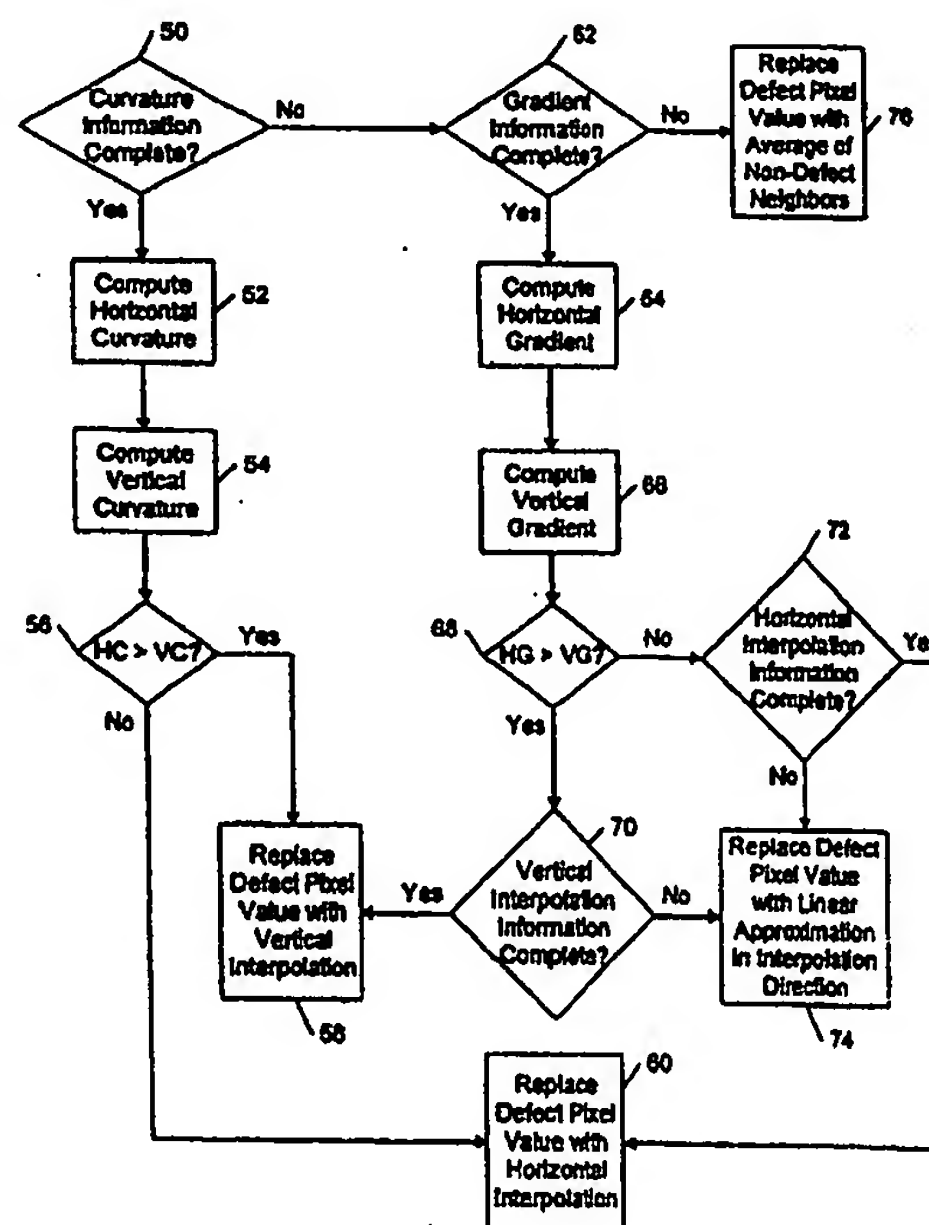 50
Curvature
Information
Complete?
No
Yes
62
Gradient
Information
Complete?
No
Yes
Replace
Defect Pixel
Value with
Average of
Non-Defect
Neighbors
76
Compute
Horizontal
Curvature
52
Compute
Horizontal
Gradient
64
Compute
Vertical
Curvature
54
Compute
Vertical
Gradient
66
56
HC > VC?
Yes
No
68
HG > VG?
No
Yes
72
Horizontal
Interpolation
Information
Complete?
Yes
No
Replace
Defect Pixel
Value with
Vertical
Interpolation
58
Yes
70
Vertical
Interpolation
Information
Complete?
No
Replace Defect
Pixel Value
with Linear
Approximation
in Interpolation
Direction
74
60
Replace
Defect Pixel
Value with
Horizontal
Interpolation